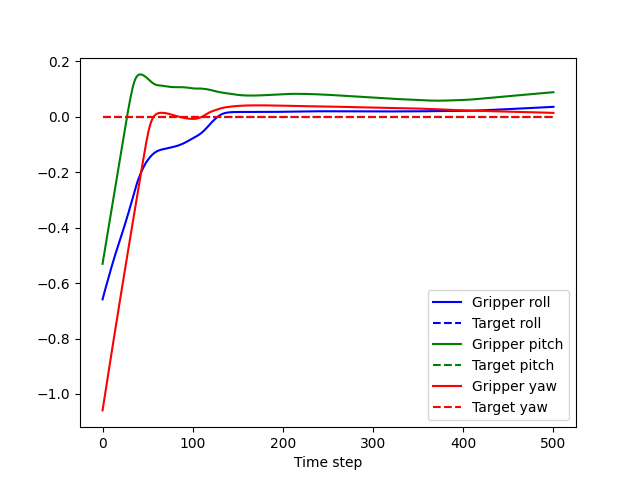 0.2
0.0
−0.2
−0.4
−0.6
−0.8
−1.0
Gripper roll
Target roll
Gripper pitch
Target pitch
Gripper yaw
Target yaw
0 100 200 300 400 500
Time step